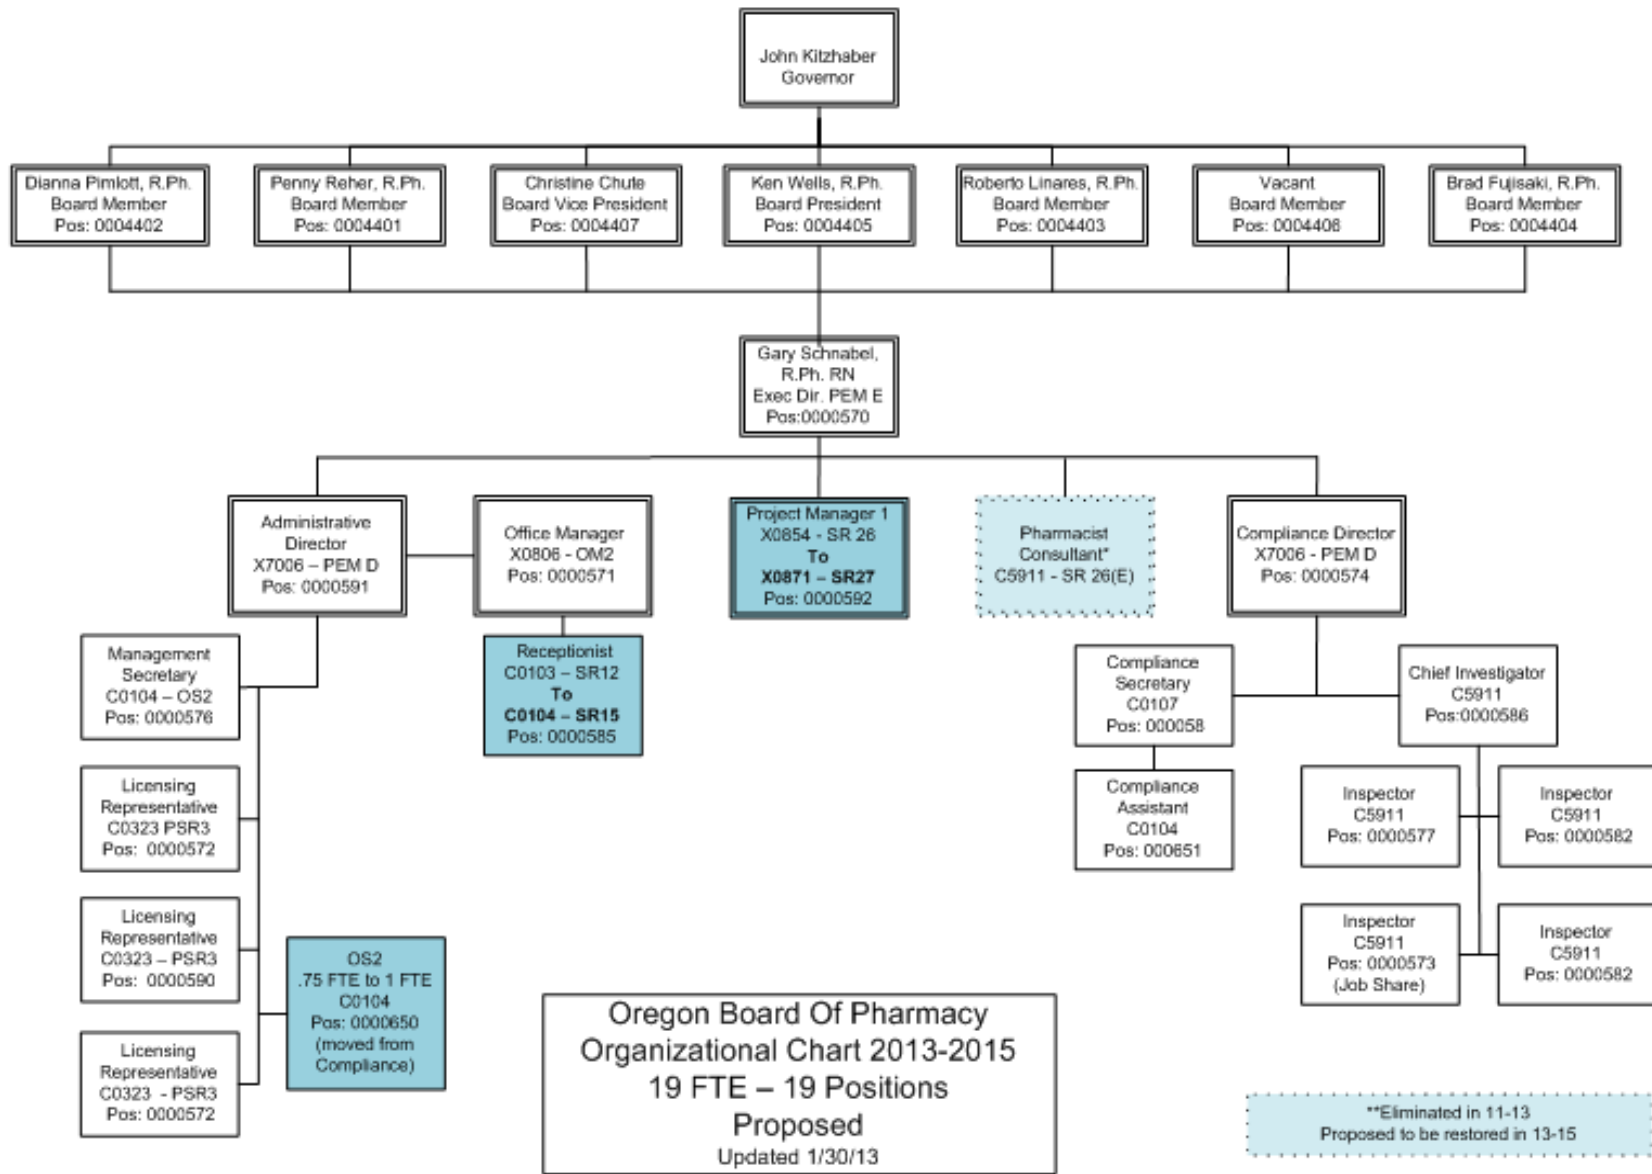 John Kitzhaber
Governor
Dianna Pimlott, R.Ph.
Board Member
Pos: 0004402
Penny Reher, R.Ph.
Board Member
Pos: 0004401
Christine Chute
Board Vice President
Pos: 0004407
Ken Wells, R.Ph.
Board President
Pos: 0004405
Roberto Linares, R.Ph.
Board Member
Pos: 0004403
Vacant
Board Member
Pos: 0004406
Brad Fujisaki, R.Ph.
Board Member
Pos: 0004404
Gary Schnabel,
R.Ph. RN
Exec Dir. PEM E
Pos:0000570
Administrative
Director
X7006 – PEM D
Pos: 0000591
Office Manager
X0806 - OM2
Pos: 0000571
Project Manager 1
X0854 - SR 26
To
X0871 – SR27
Pos: 0000592
Pharmacist
Consultant*
C5911 - SR 26(E)
Compliance Director
X7006 - PEM D
Pos: 0000574
Management
Secretary
C0104 – OS2
Pos: 0000576
Receptionist
C0103 – SR12
To
C0104 – SR15
Pos: 0000585
Compliance
Secretary
C0107
Pos: 000058
Chief Investigator
C5911
Pos:0000586
Licensing
Representative
C0323 PSR3
Pos: 0000572
Compliance
Assistant
C0104
Pos: 000651
Inspector
C5911
Pos: 0000577
Inspector
C5911
Pos: 0000582
Licensing
Representative
C0323 – PSR3
Pos: 0000590
OS2
.75 FTE to 1 FTE
C0104
Pos: 0000650
(moved from
Compliance)
Inspector
C5911
Pos: 0000573
(Job Share)
Inspector
C5911
Pos: 0000582
Licensing
Representative
C0323 - PSR3
Pos: 0000572
Oregon Board Of Pharmacy
Organizational Chart 2013-2015
19 FTE – 19 Positions
Proposed
Updated 1/30/13
**Eliminated in 11-13
Proposed to be restored in 13-15